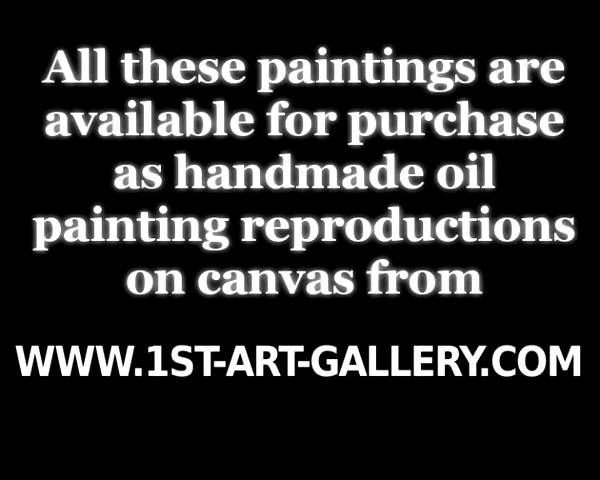 All these paintings are
available for purchase
as handmade oil
painting reproductions
on canvas from
WWW.1ST-ART-GALLERY.COM